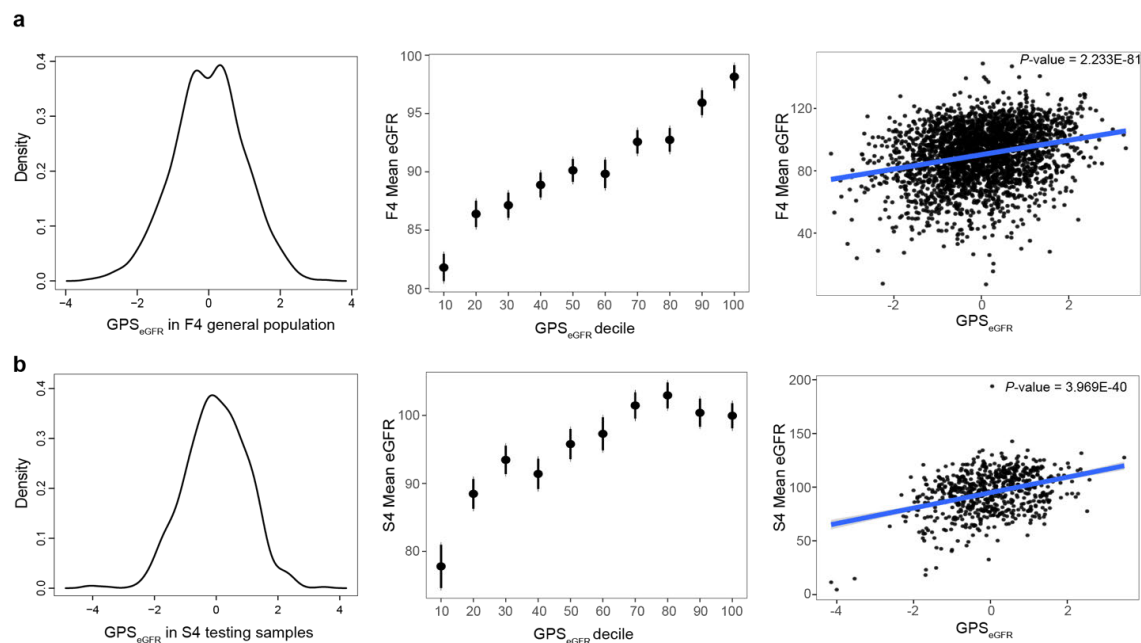 a
Density
0.0 0.1 0.2 0.3 0.4
−4 −2 0 2 4
GPSeGFR in F4 general population
F4 Mean eGFR
80 85 90 95 100
10 20 30 40 50 60 70 80 90 100
GPSeGFR decile
P-value = 2.233E-81
F4 Mean eGFR
40 80 120
-2 0 2
GPSeGFR
b
Density
0.0 0.1 0.2 0.3 0.4
−4 −2 0 2 4
GPSeGFR in S4 testing samples
S4 Mean eGFR
80 90 100
10 20 30 40 50 60 70 80 90 100
GPSeGFR decile
P-value = 3.969E-40
S4 Mean eGFR
0 50 100 150 200
-4 -2 0 2
GPSeGFR